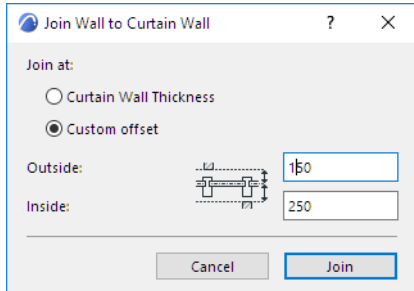 Join Wall to Curtain Wall
Join at:
Curtain Wall Thickness
Custom offset
Outside:
150
Inside:
250
Cancel
Join